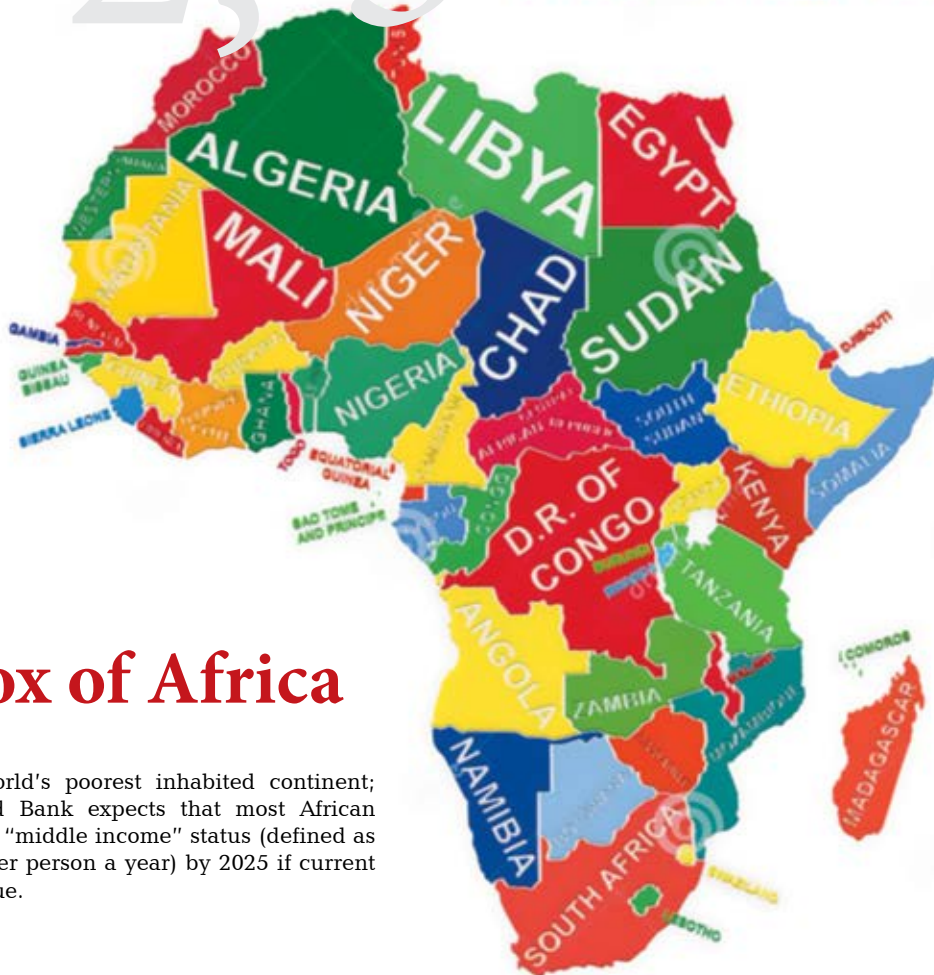 MOROCCO
ALGERIA
LIBYA
EGYPT
MALI
NIGER
CHAD
SUDAN
GAMBIA
GUINEA
BISSAU
SIERRA LEONE
GHANA
TOGO
NIGERIA
EQUATORIAL
GUINEA
SAO TOME
AND PRINCIPE
CONGO
D.R. OF
CONGO
SOUTH
SUDAN
ETHIOPIA
DJIBOUTI
SOMALIA
KENYA
TANZANIA
COMOROS
ANGOLA
ZAMBIA
MADAGASCAR
NAMIBIA
SOUTH AFRICA
SWAZILAND
LESOTHO
ox of Africa
orld's poorest inhabited continent;
d Bank expects that most African
“middle income” status (defined as
er person a year) by 2025 if current
ue.